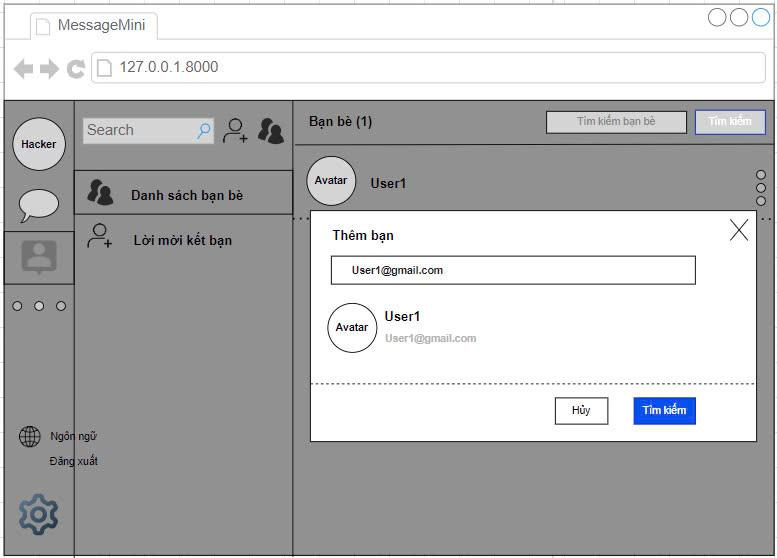 MessageMini
127.0.0.1.8000
Hacker
Search
Bạn bè (1)
Tìm kiếm bạn bè
Tìm kiếm
Danh sách bạn bè
Lời mời kết bạn
Avatar
User1
Thêm bạn
User1@gmail.com
Avatar
User1
User1@gmail.com
Hủy
Tìm kiếm
Ngôn ngữ
Đăng xuất